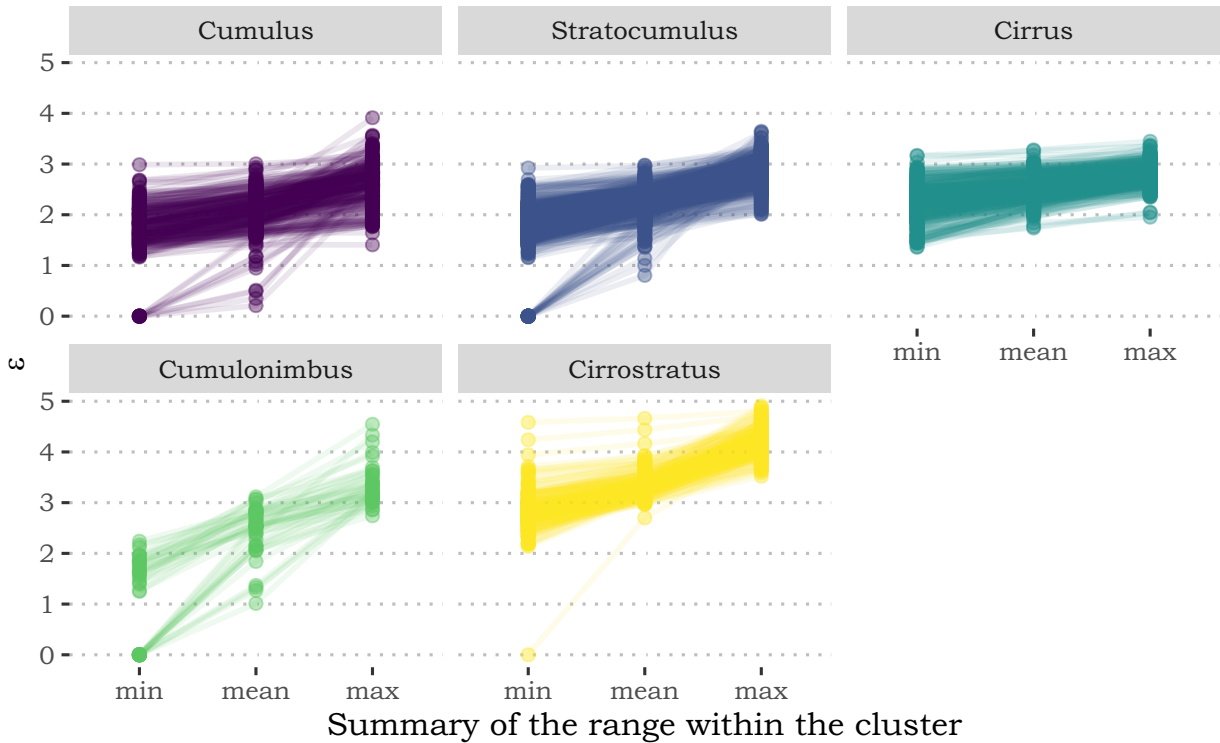 Cumulus Stratocumulus Cirrus
5
4
3
2
1
0
min mean max
ε
Cumulonimbus Cirrostratus
5
4
3
2
1
0
min mean max min mean max
Summary of the range within the cluster